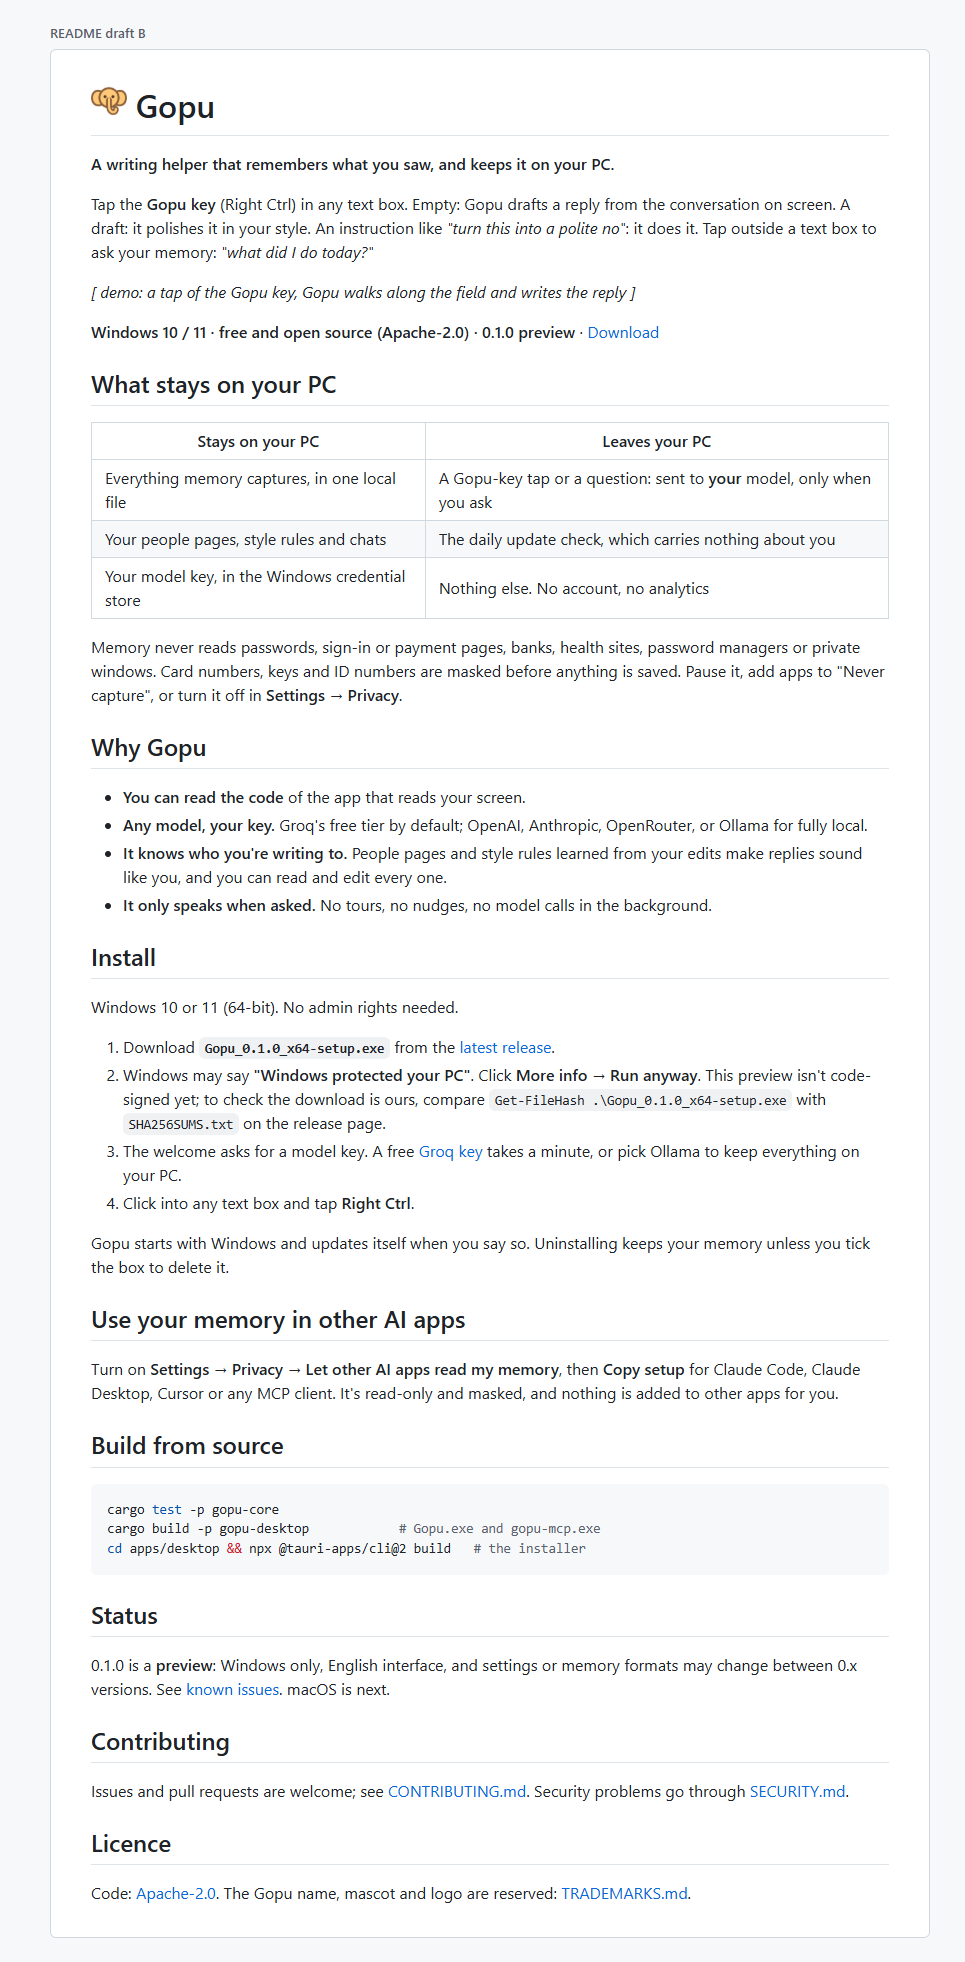 README draft B
Gopu
A writing helper that remembers what you saw, and keeps it on your PC.
Tap the Gopu key (Right Ctrl) in any text box. Empty: Gopu drafts a reply from the conversation on screen. A
draft: it polishes it in your style. An instruction like "turn this into a polite no": it does it. Tap outside a text box to
ask your memory: "what did I do today?"
[ demo: a tap of the Gopu key, Gopu walks along the field and writes the reply ]
Windows 10 / 11 · free and open source (Apache-2.0) · 0.1.0 preview · Download
What stays on your PC
Stays on your PC
Leaves your PC
Everything memory captures, in one local
file
A Gopu-key tap or a question: sent to your model, only when
you ask
Your people pages, style rules and chats
The daily update check, which carries nothing about you
Your model key, in the Windows credential
store
Nothing else. No account, no analytics
Memory never reads passwords, sign-in or payment pages, banks, health sites, password managers or private
windows. Card numbers, keys and ID numbers are masked before anything is saved. Pause it, add apps to "Never
capture", or turn it off in Settings → Privacy.
Why Gopu
• You can read the code of the app that reads your screen.
• Any model, your key. Groq's free tier by default; OpenAI, Anthropic, OpenRouter, or Ollama for fully local.
• It knows who you're writing to. People pages and style rules learned from your edits make replies sound
like you, and you can read and edit every one.
• It only speaks when asked. No tours, no nudges, no model calls in the background.
Install
Windows 10 or 11 (64-bit). No admin rights needed.
1. Download Gopu_0.1.0_x64-setup.exe from the latest release.
2. Windows may say "Windows protected your PC". Click More info → Run anyway. This preview isn't code-
signed yet; to check the download is ours, compare Get-FileHash .\Gopu_0.1.0_x64-setup.exe with
SHA256SUMS.txt on the release page.
3. The welcome asks for a model key. A free Groq key takes a minute, or pick Ollama to keep everything on
your PC.
4. Click into any text box and tap Right Ctrl.
Gopu starts with Windows and updates itself when you say so. Uninstalling keeps your memory unless you tick
the box to delete it.
Use your memory in other AI apps
Turn on Settings → Privacy → Let other AI apps read my memory, then Copy setup for Claude Code, Claude
Desktop, Cursor or any MCP client. It's read-only and masked, and nothing is added to other apps for you.
Build from source
cargo test -p gopu-core
cargo build -p gopu-desktop # Gopu.exe and gopu-mcp.exe
cd apps/desktop && npx @tauri-apps/cli@2 build # the installer
Status
0.1.0 is a preview: Windows only, English interface, and settings or memory formats may change between 0.x
versions. See known issues. macOS is next.
Contributing
Issues and pull requests are welcome; see CONTRIBUTING.md. Security problems go through SECURITY.md.
Licence
Code: Apache-2.0. The Gopu name, mascot and logo are reserved: TRADEMARKS.md.